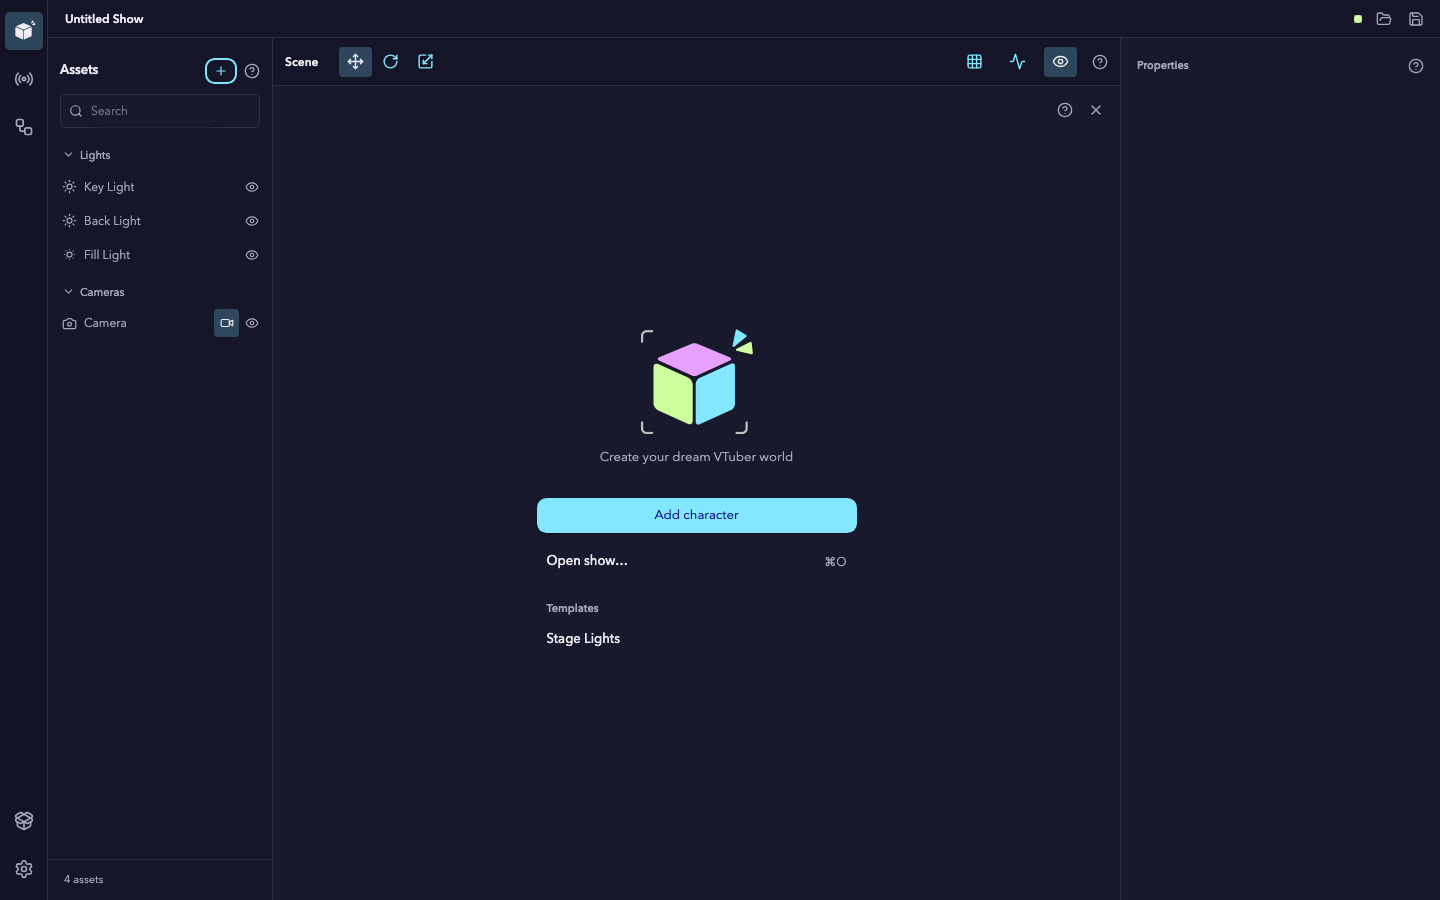 Untitled Show
Assets
Search
Lights
Key Light
Back Light
Fill Light
Cameras
Camera
4 assets
Scene
Create your dream VTuber world
Add character
Open show...
⌘O
Templates
Stage Lights
Properties